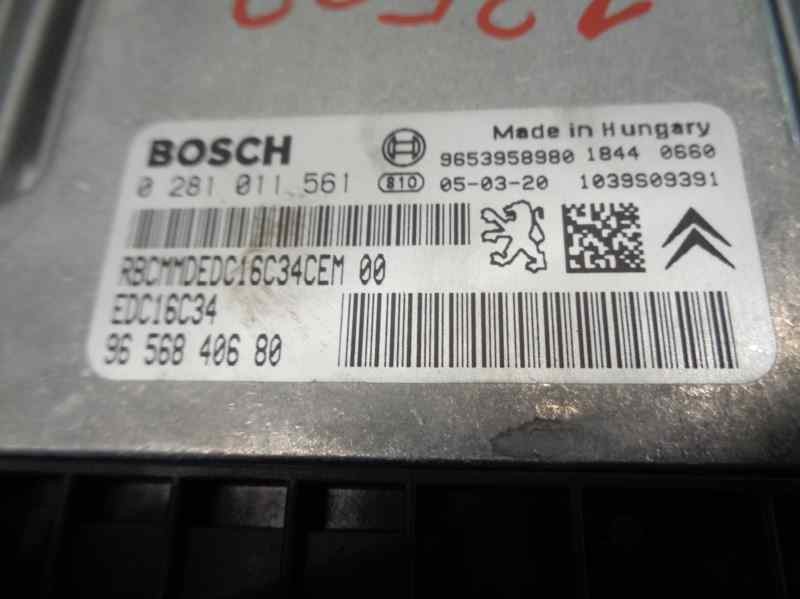 BOSCH
Made in Hungary
9653958980 1844 0660
0 281 011 561 810 05-03-20 1039S09391
RBCMMDEDC16C34CEM 00
EDC16C34
96 568 406 80